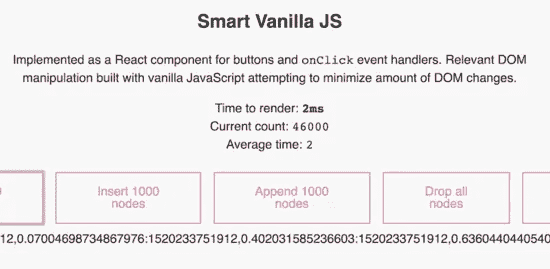 Smart Vanilla JS
Implemented as a React component for buttons and onClick event handlers. Relevant DOM
manipulation built with vanilla JavaScript attempting to minimize amount of DOM changes.
Time to render: 2ms
Current count: 46000
Average time: 2
Insert 1000
nodes
Append 1000
nodes
Drop all
nodes
12,0.07004698734867976:1520233751912,0.402031585236603:1520233751912,0.6360440440540